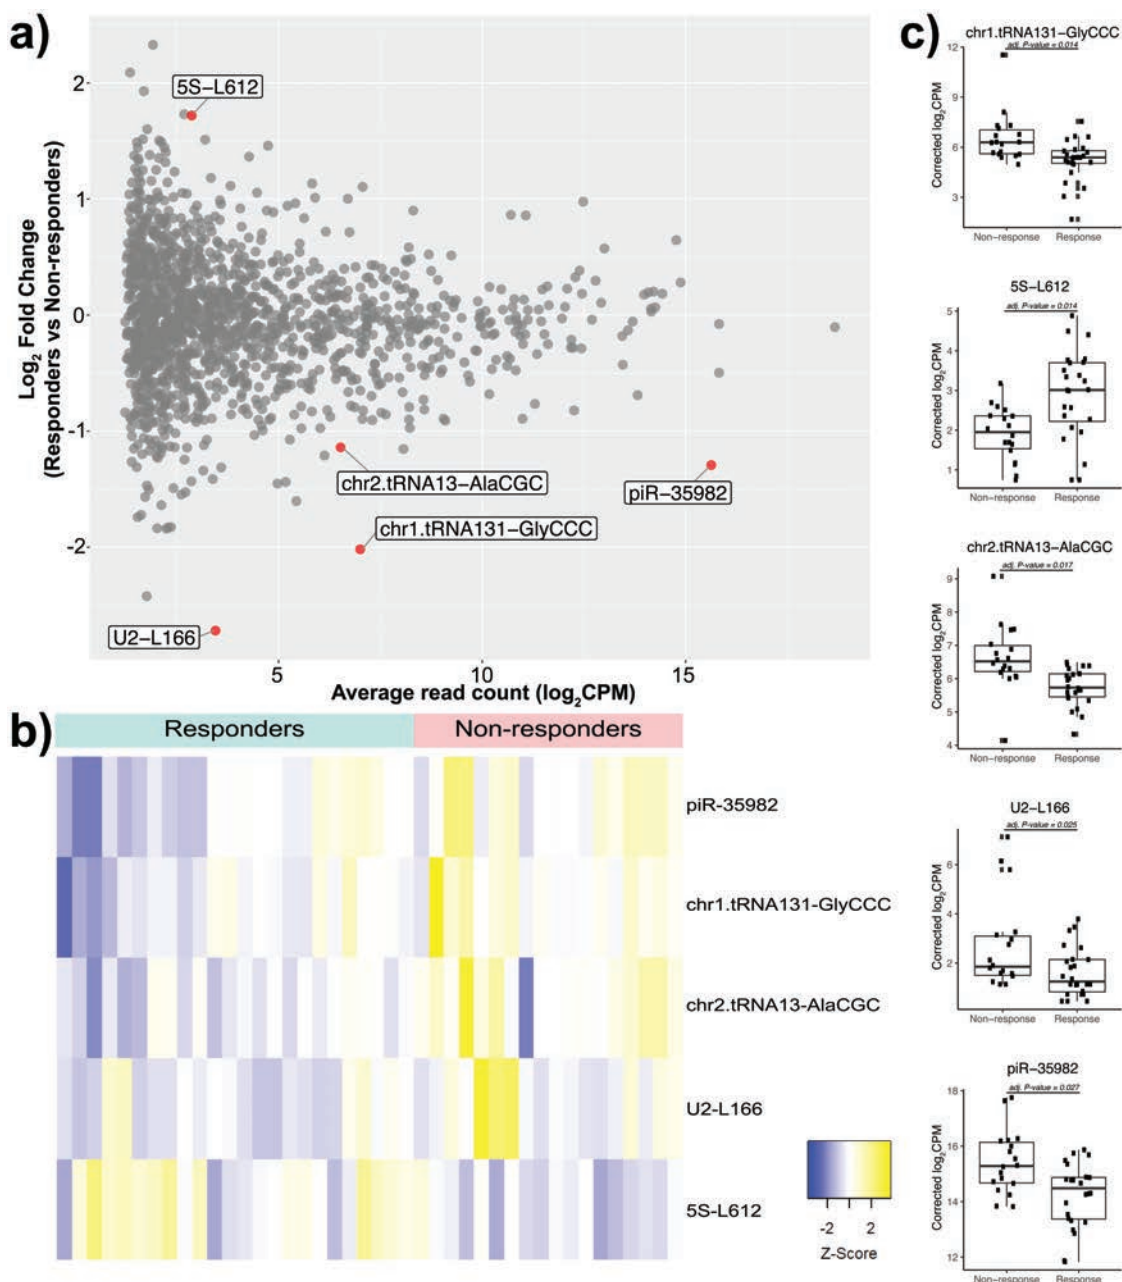 a)
Log2 Fold Change
(Responders vs Non-responders)
2
1
0
-1
-2
5S-L612
chr2.tRNA13-AlaCGC
piR-35982
chr1.tRNA131-GlyCCC
U2-L166
5
10
15
Average read count (log2CPM)
b)
Responders
Non-responders
piR-35982
chr1.tRNA131-GlyCCC
chr2.tRNA13-AlaCGC
U2-L166
5S-L612
-2
2
Z-Score
c)
chr1.tRNA131-GlyCCC
adj. P-value = 0.014
Corrected log2CPM
12
9
6
3
Non-response
Response
5S-L612
adj. P-value = 0.014
Corrected log2CPM
5
4
3
2
1
Non-response
Response
chr2.tRNA13-AlaCGC
adj. P-value = 0.017
Corrected log2CPM
9
8
7
6
5
4
Non-response
Response
U2-L166
adj. P-value = 0.025
Corrected log2CPM
6
4
2
Non-response
Response
piR-35982
adj. P-value = 0.027
Corrected log2CPM
18
16
14
12
Non-response
Response